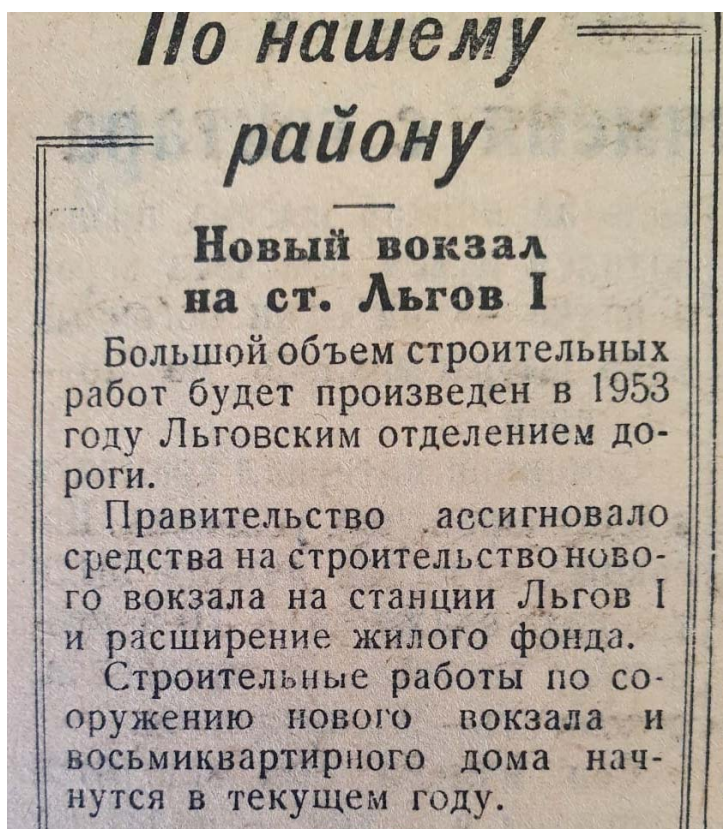 По нашему
району
Новый вокзал
на ст. Льгов I
Большой объем строительных
работ будет произведен в 1953
году Льговским отделением до-
роги.
Правительство ассигновало
средства на строительство ново-
го вокзала на станции Льгов I
и расширение жилого фонда.
Строительные работы по со-
оружению нового вокзала и
восьмиквартирного дома нач-
нутся в текущем году.